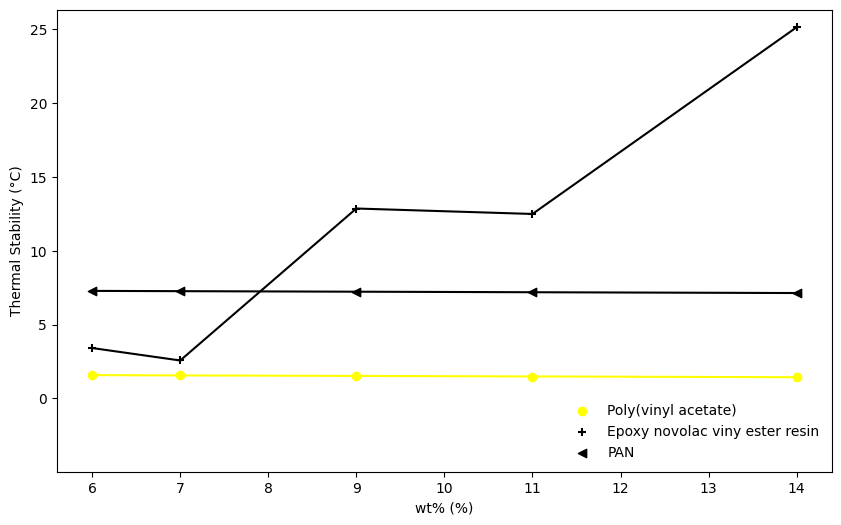 25
20
15
10
5
0
Thermal Stability (°C)
Poly(vinyl acetate)
Epoxy novolac viny ester resin
PAN
6 7 8 9 10 11 12 13 14
wt% (%)